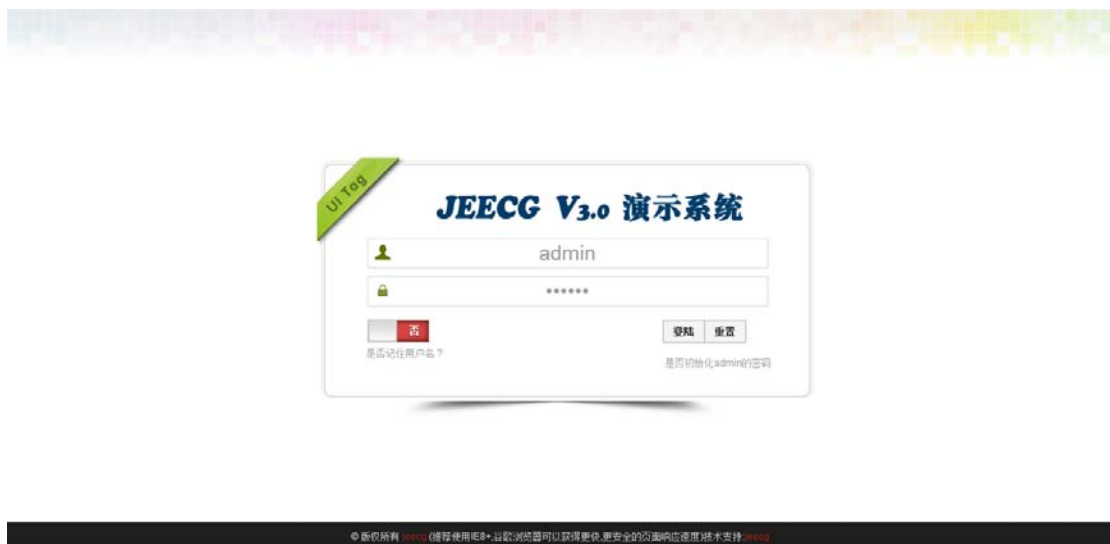 UI Tag
JEECG V3.0 演示系统
admin
••••••
否
登陆 重置
是否记住用户名？
是否初始化admin的密码
© 版权所有 jeecg (推荐使用IE8+,谷歌浏览器可以获得更快,更安全的页面响应速度)技术支持:jeecg